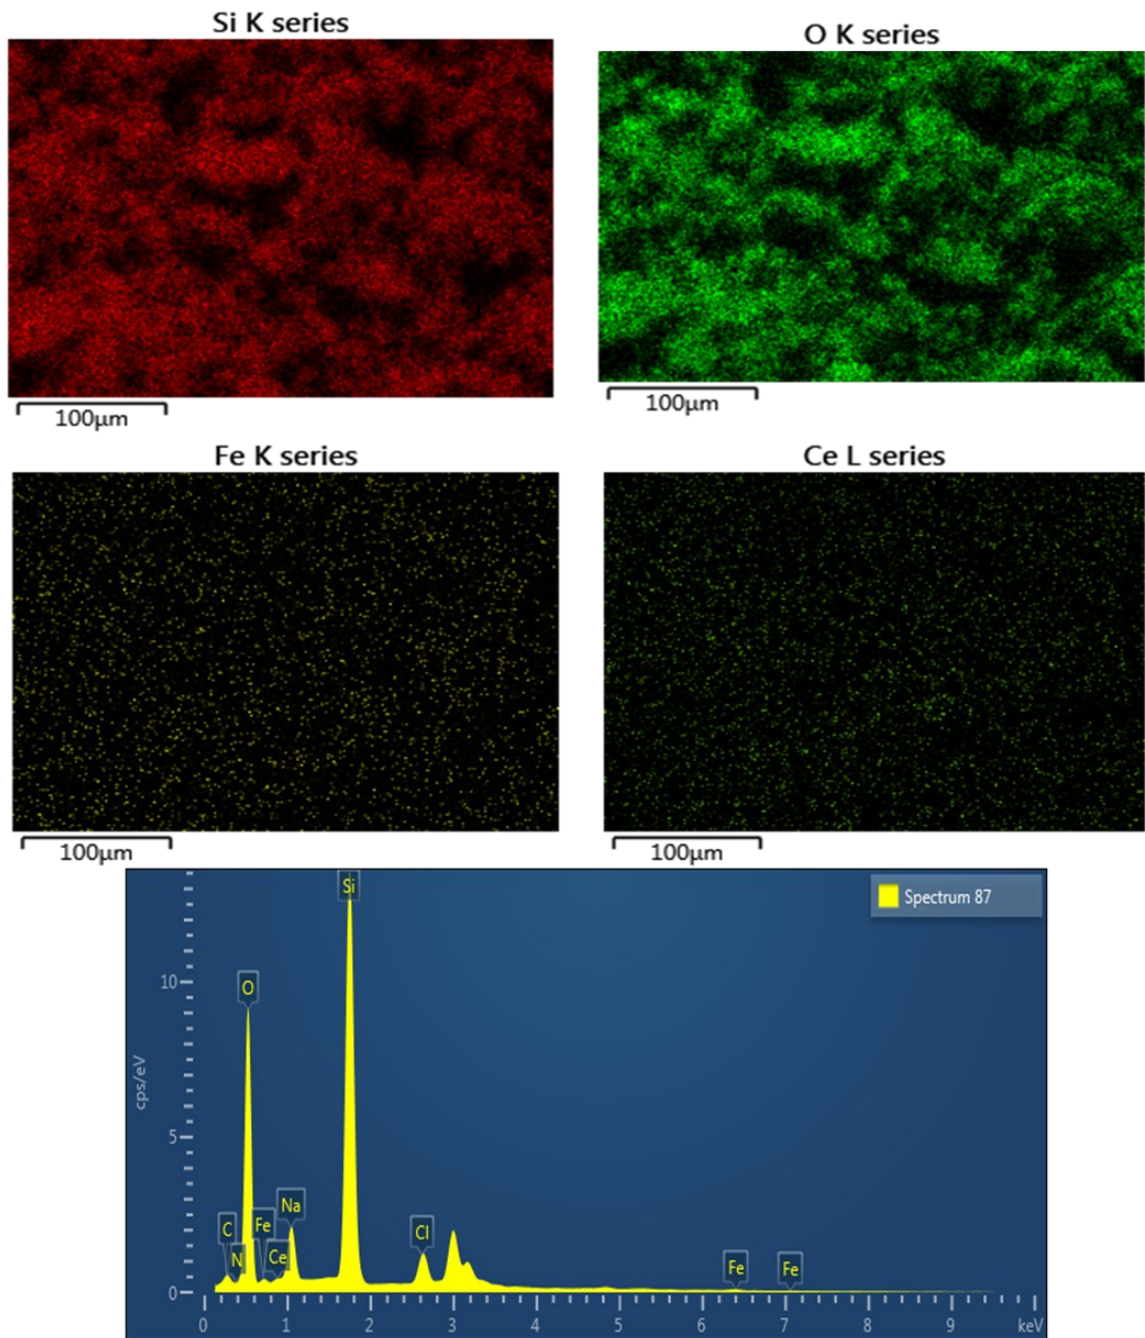 Si K series
O K series
100µm
100µm
Fe K series
Ce L series
100µm
100µm
Spectrum 87
Si
10
O
cps/eV
5
Na
C
Fe
Cl
N
Ce
Fe
Fe
0
0 1 2 3 4 5 6 7 8 9 keV